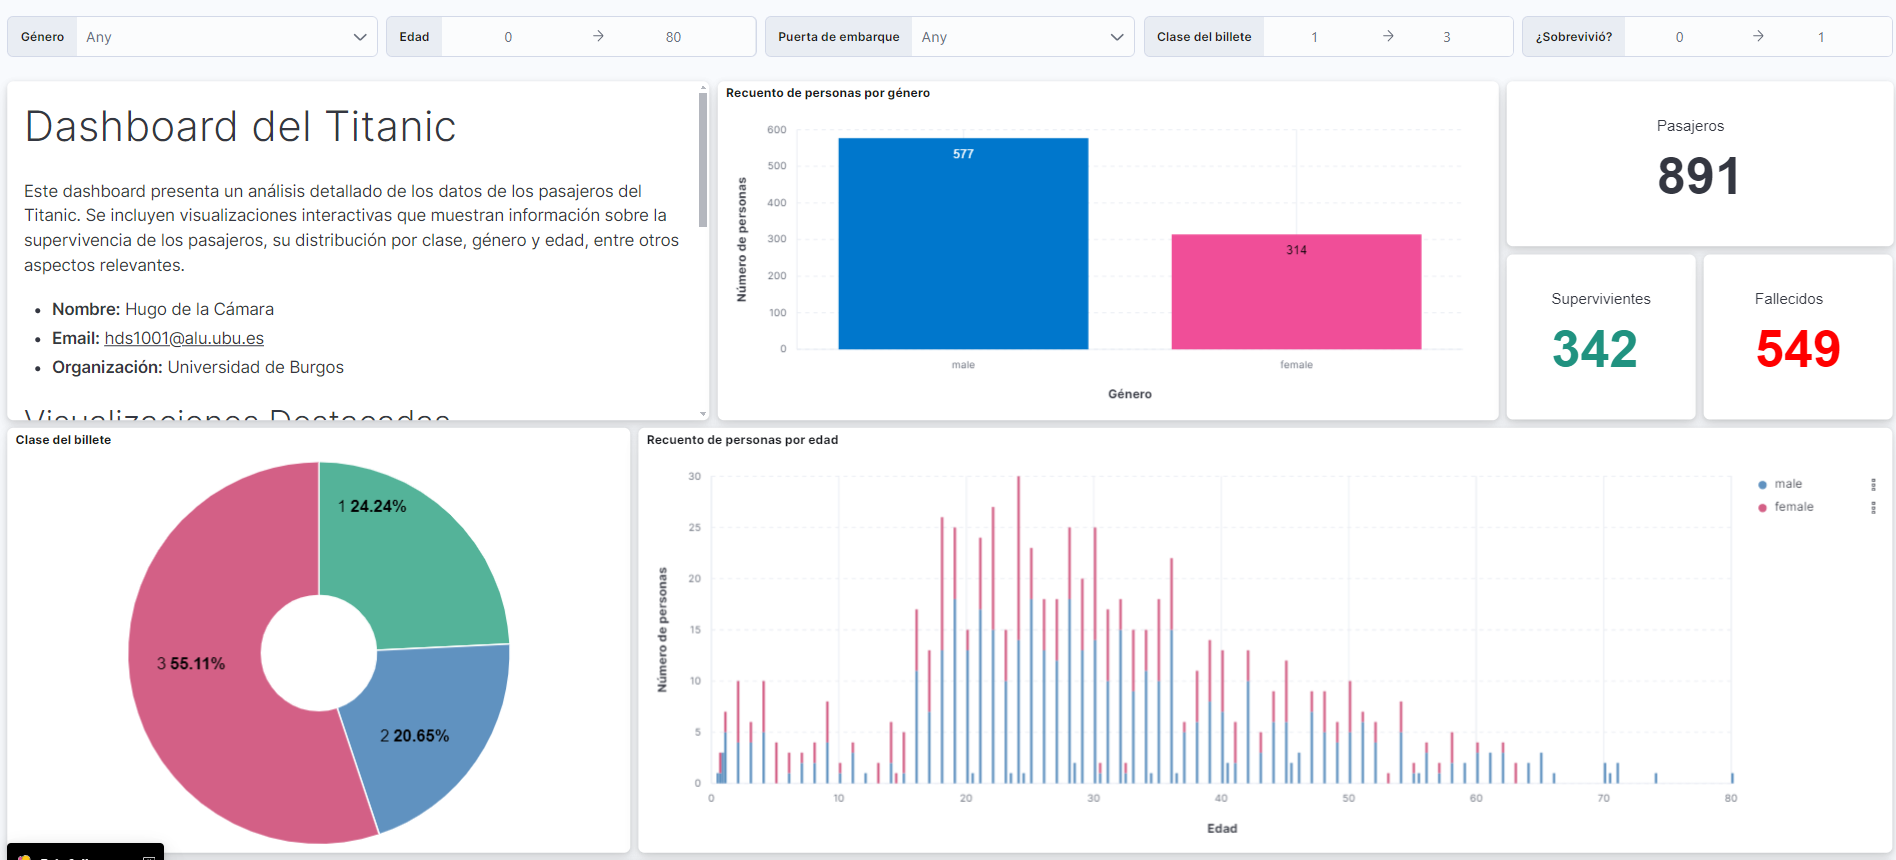 Género Any
Edad 0 → 80
Puerta de embarque Any
Clase del billete 1 → 3
¿Sobrevivió? 0 → 1
Dashboard del Titanic
Este dashboard presenta un análisis detallado de los datos de los pasajeros del
Titanic. Se incluyen visualizaciones interactivas que muestran información sobre la
supervivencia de los pasajeros, su distribución por clase, género y edad, entre otros
aspectos relevantes.
• Nombre: Hugo de la Cámara
• Email: hds1001@alu.ubu.es
• Organización: Universidad de Burgos
Visualizaciones Destacadas
Recuento de personas por género
Número de personas
600
500
400
300
200
100
0
577
314
male
female
Género
Pasajeros
891
Supervivientes
342
Fallecidos
549
Clase del billete
1 24.24%
3 55.11%
2 20.65%
Recuento de personas por edad
Número de personas
30
25
20
15
10
5
0
0 10 20 30 40 50 60 70 80
Edad
male
female